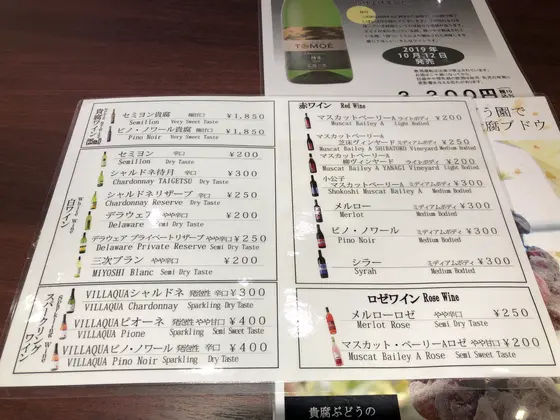 TOMOÉ
2019年
10月12日
発売
貴腐ワイン
セミヨン貴腐 極甘口 ¥1,850
Semillon Very Sweet Taste
ピノ・ノワール貴腐 極甘口 ¥1,850
Pino Noir Very Sweet Taste
白ワイン
White Wine
セミヨン 辛口 ¥200
Semillon Dry Taste
シャルドネ待月 辛口 ¥300
Chardonnay TAIGETSU Dry Taste
シャルドネリザーブ 辛口 ¥250
Chardonnay Reserve Dry Taste
デラウェア やや辛口 ¥200
Delaware Semi Dry Taste
デラウェア プライベートリザーブ やや辛口 ¥250
Delaware Private Reserve Semi Dry Taste
三次ブラン やや辛口 ¥200
MIYOSHI Blanc Semi Dry Taste
スパークリングワイン
Sparkling Wine
VILLAQUAシャルドネ 発泡性 辛口 ¥300
VILLAQUA Chardonnay Sparkling Dry Taste
VILLAQUAピオーネ 発泡性 やや甘口 ¥400
VILLAQUA Pione Sparkling Semi Sweet Taste
VILLAQUAピノ・ノワール 発泡性 辛口 ¥400
VILLAQUA Pino Noir Sparkling Dry Taste
赤ワイン Red Wine
マスカットベーリーA ライトボディ ¥200
Muscat Bailey A Light Bodied
マスカットベーリーA
芝床ヴィンヤード ミディアムボディ ¥250
Muscat Bailey A SHIBATOKO Vineyard Medium Bodied
マスカットベーリーA
柳ヴィンヤード ライトボディ ¥200
Muscat Bailey A YANAGI Vineyard Light Bodied
小公子
マスカットベーリーA ミディアムボディ ¥300
Shokoshi Muscat Bailey A Medium Bodied
メルロー ミディアムボディ ¥300
Merlot Medium Bodied
ピノ・ノワール ミディアムボディ ¥300
Pino Noir Medium Bodied
シラー ミディアムボディ ¥300
Syrah Medium Bodied
ロゼワイン Rose Wine
メルローロゼ やや辛口 ¥250
Merlot Rose Semi Dry Taste
マスカット・ベーリーAロゼ やや甘口 ¥200
Muscat Bailey A Rose Semi Sweet Taste
う園で
腐ブドウ
貴腐ぶどうの